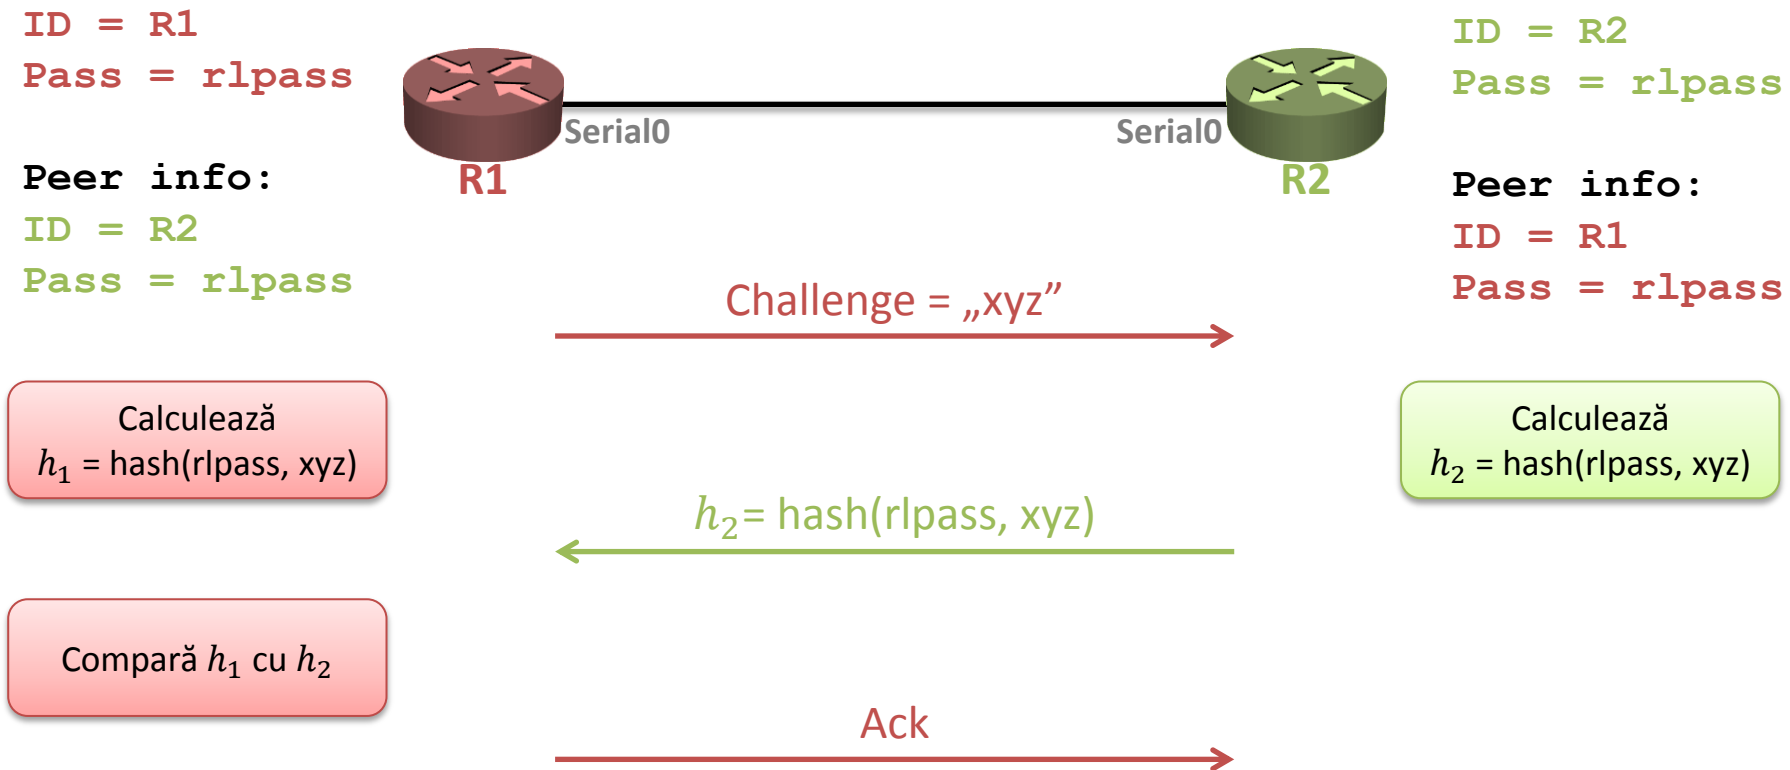 ID = R1
Pass = rlpass
Peer info:
ID = R2
Pass = rlpass
Serial0
R1
Serial0
R2
ID = R2
Pass = rlpass
Peer info:
ID = R1
Pass = rlpass
Challenge = „xyz”
Calculează
h₁ = hash(rlpass, xyz)
Calculează
h₂ = hash(rlpass, xyz)
h₂= hash(rlpass, xyz)
Compară h₁ cu h₂
Ack